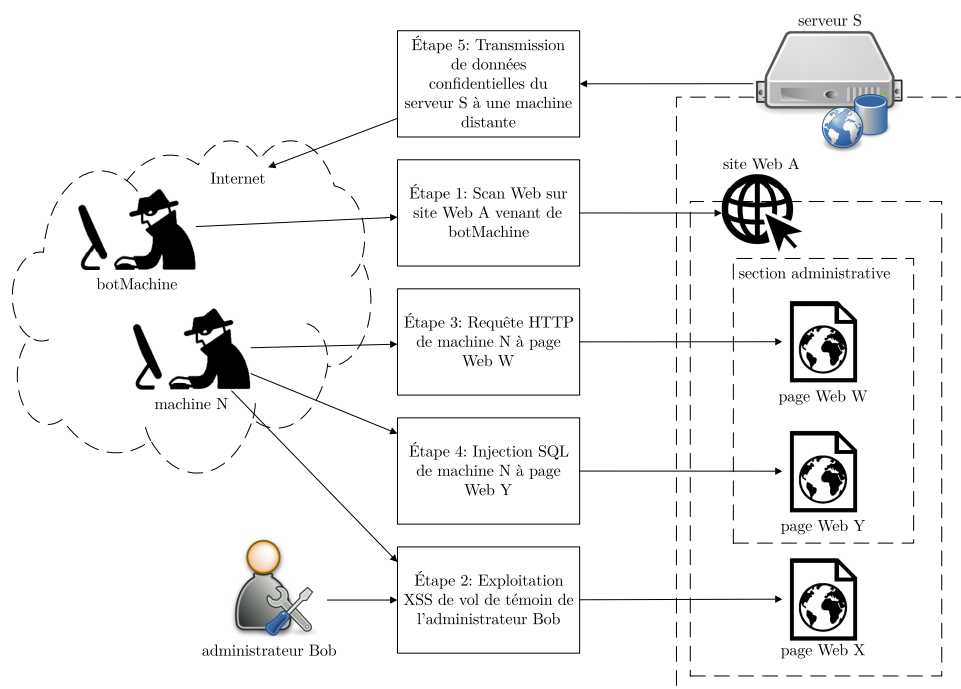 serveur S
Étape 5: Transmission
de données
confidentielles du
serveur S à une machine
distante
Internet
site Web A
Étape 1: Scan Web sur
site Web A venant de
botMachine
botMachine
section administrative
Étape 3: Requête HTTP
de machine N à page
Web W
machine N
page Web W
Étape 4: Injection SQL
de machine N à page
Web Y
page Web Y
Étape 2: Exploitation
XSS de vol de témoin de
l'administrateur Bob
administrateur Bob
page Web X